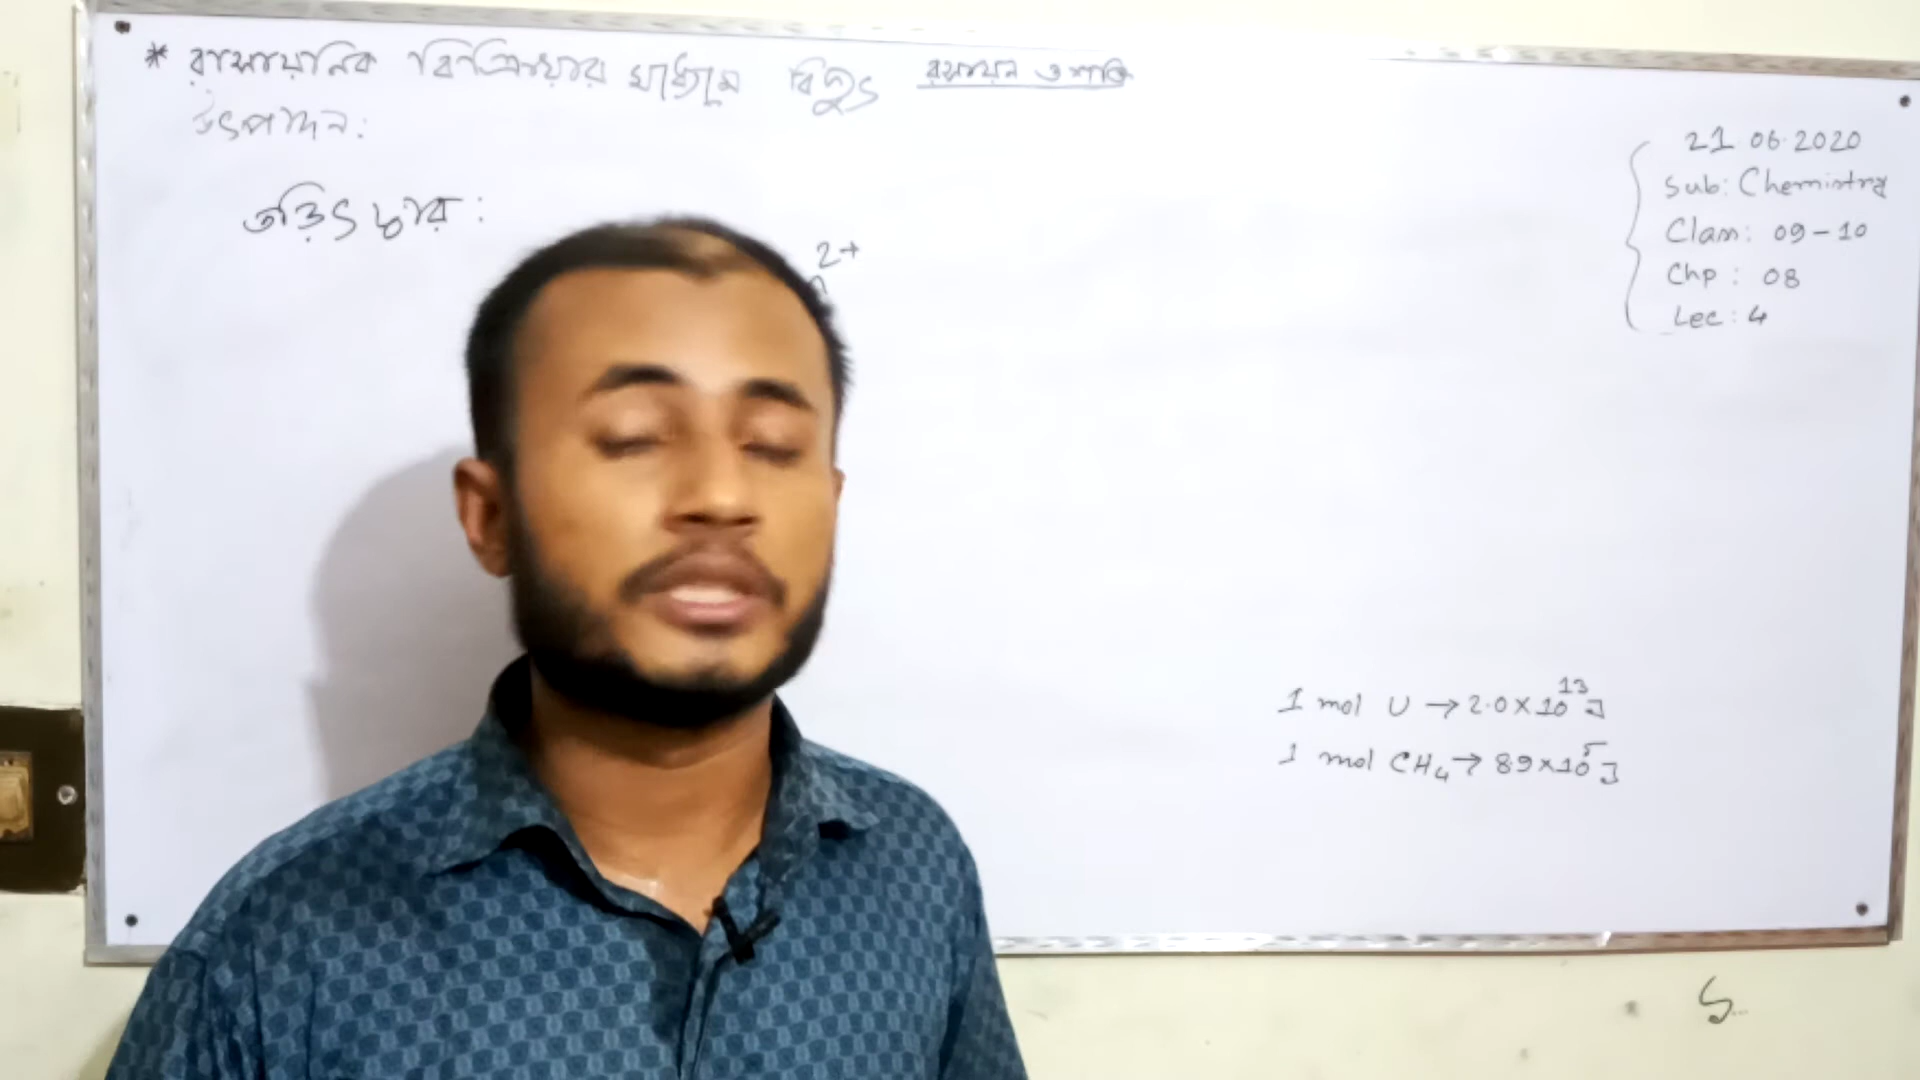 * রাসায়নিক বিক্রিয়ার মাধ্যমে বিদ্যুৎ
উৎপাদন:
রসায়ন ও শক্তি
তড়িৎ দ্বার:
2+
21.06.2020
Sub: Chemistry
Class: 09-10
Chp: 08
Lec: 4
1 mol U → 2.0×10¹³ J
1 mol CH₄ → 89×10⁵ J